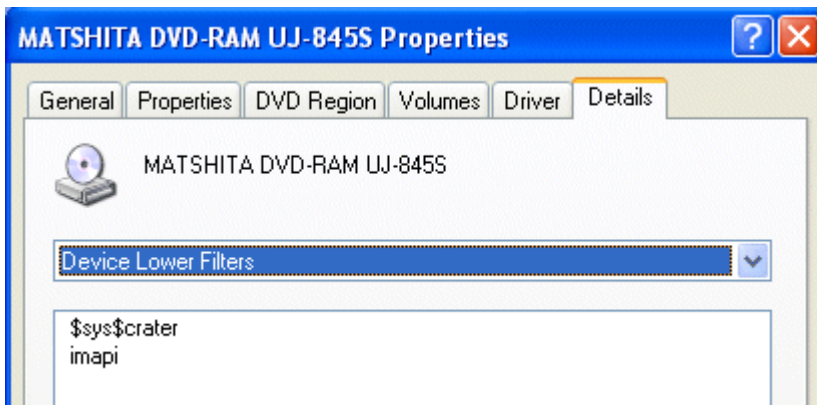 MATSHITA DVD-RAM UJ-845S Properties
General Properties DVD Region Volumes Driver Details
MATSHITA DVD-RAM UJ-845S
Device Lower Filters
$sys$crater
imapi